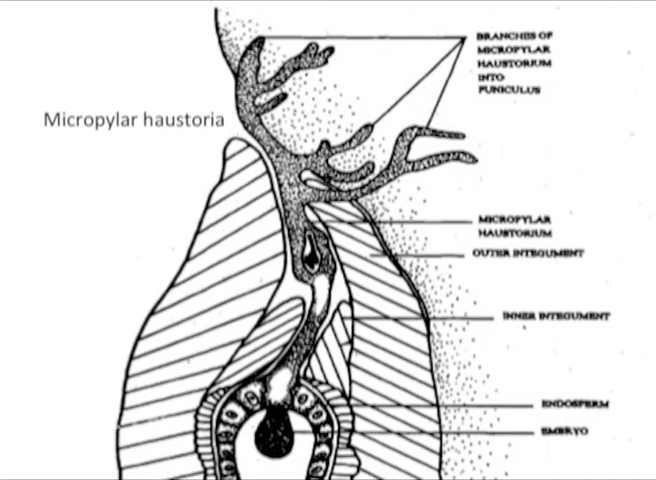 BRANCHES OF
MICROPYLAR
HAUSTORIUM
INTO
FUNICULUS
Micropylar haustoria
MICROPYLAR
HAUSTORIUM
OUTER INTEGUMENT
INNER INTEGUMENT
ENDOSPERM
EMBRYO